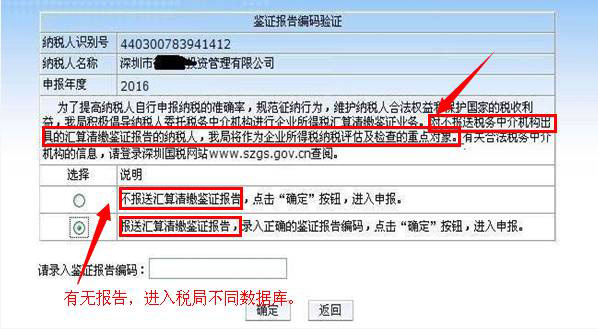 鉴证报告编码验证
纳税人识别号 440300783941412
纳税人名称 深圳市投资管理有限公司
申报年度 2016
为了提高纳税人自行申报纳税的准确率，规范征纳行为，维护纳税人合法权益和保护国家的税收利
益，我局积极倡导纳税人委托税务中介机构进行企业所得税汇算清缴鉴证业务。对不报送税务中介机构出
具的汇算清缴鉴证报告的纳税人，我局将作为企业所得税纳税评估及检查的重点对象。有关合法税务中介
机构的信息，请登录深圳国税网站www.szgs.gov.cn查阅。
选择 说明
不报送汇算清缴鉴证报告，点击“确定”按钮，进入申报。
报送汇算清缴鉴证报告，录入正确的鉴证报告编码，点击“确定”按钮，进入申报。
请录入鉴证报告编码：
有无报告，进入税局不同数据库。
确定 返回